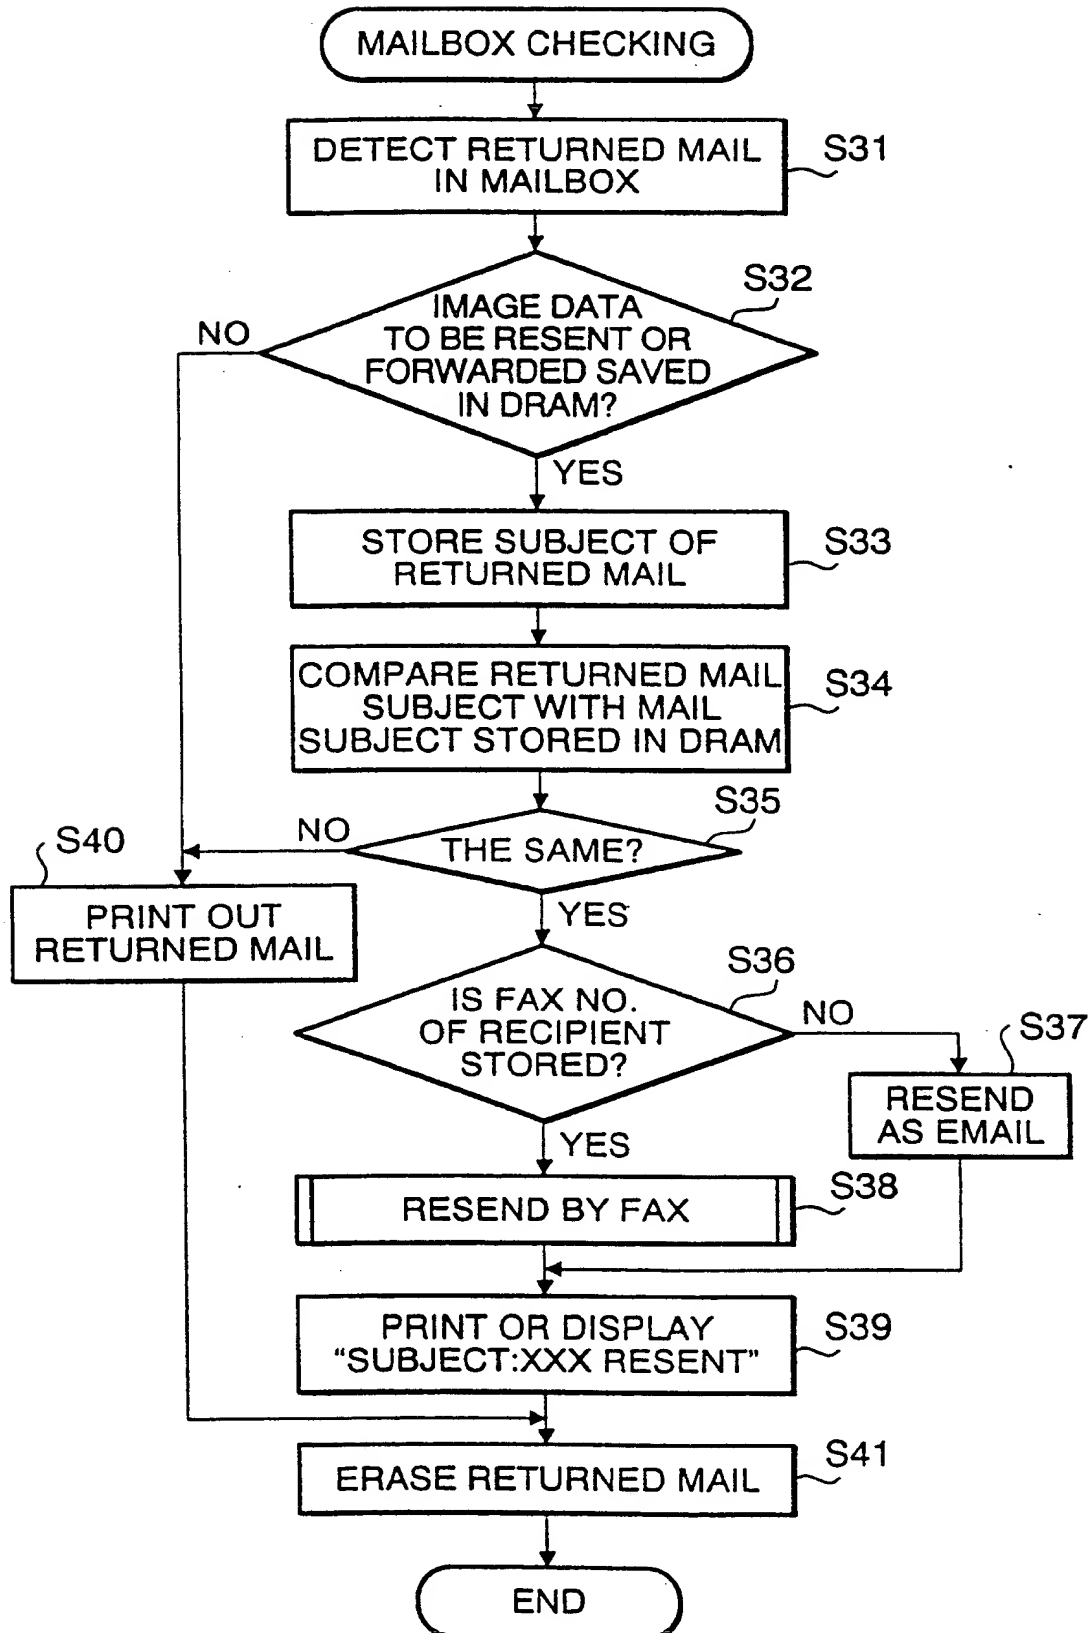 MAILBOX CHECKING
DETECT RETURNED MAIL
IN MAILBOX
S31
S32
IMAGE DATA
TO BE RESENT OR
FORWARDED SAVED
IN DRAM?
NO
YES
STORE SUBJECT OF
RETURNED MAIL
S33
COMPARE RETURNED MAIL
SUBJECT WITH MAIL
SUBJECT STORED IN DRAM
S34
S35
THE SAME?
NO
S40
PRINT OUT
RETURNED MAIL
YES
S36
IS FAX NO.
OF RECIPIENT
STORED?
NO
S37
RESEND
AS EMAIL
YES
RESEND BY FAX
S38
PRINT OR DISPLAY
“SUBJECT:XXX RESENT”
S39
ERASE RETURNED MAIL
S41
END